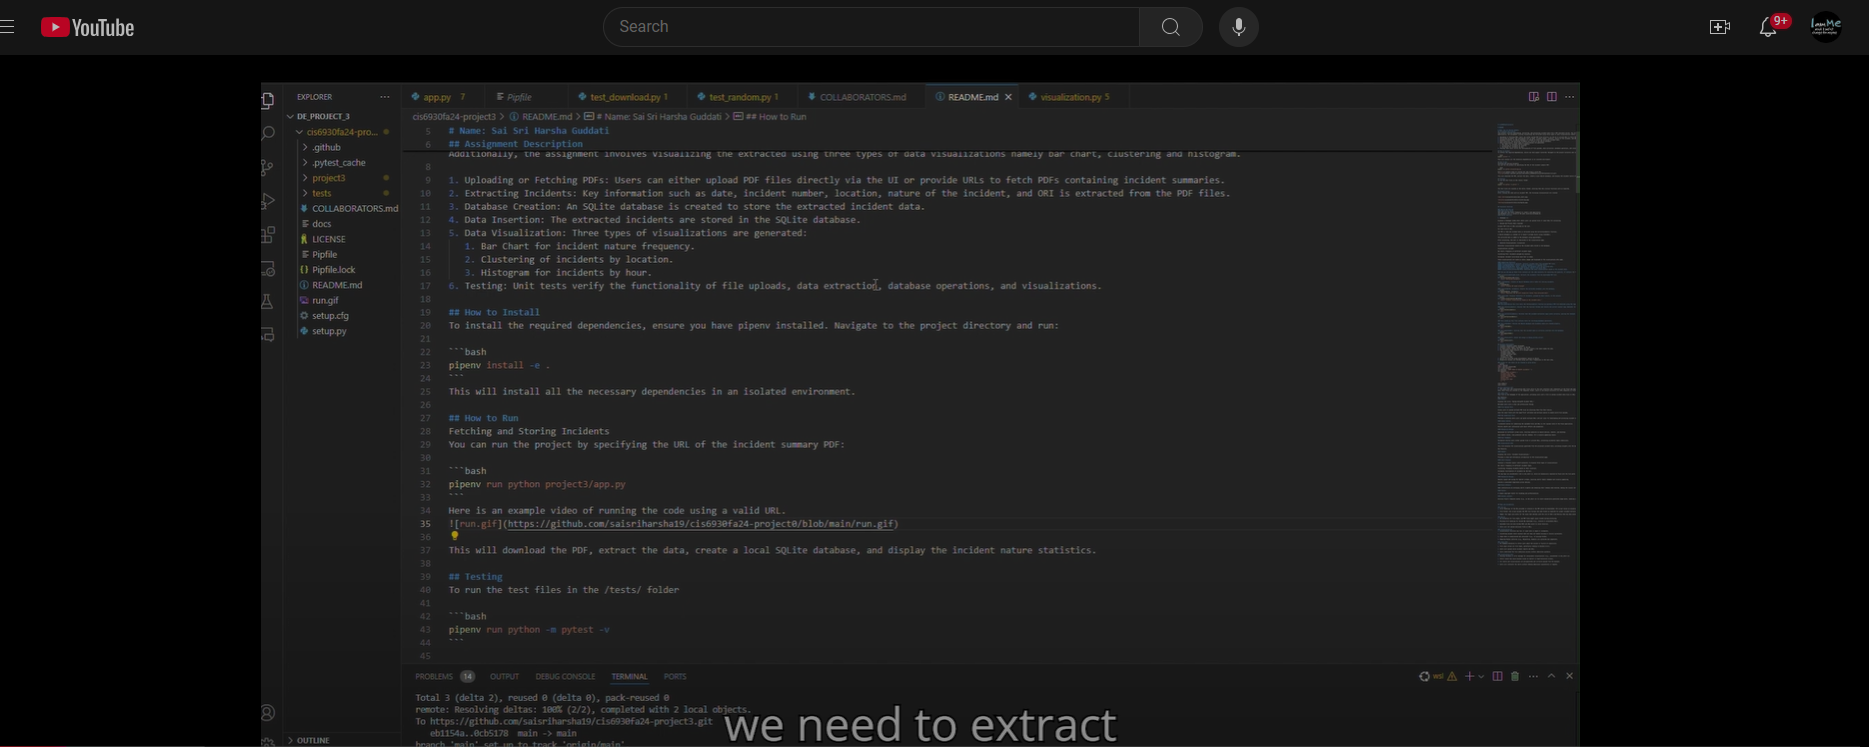 YouTube
Search
9+
EXPLORER ...
app.py 7
Pipfile
test_download.py 1
test_random.py 1
COLLABORATORS.md
README.md
visualization.py 5
DE_PROJECT_3
cis6930fa24-pro...
.github
.pytest_cache
project3
tests
COLLABORATORS.md
docs
LICENSE
Pipfile
Pipfile.lock
README.md
run.gif
setup.cfg
setup.py
OUTLINE
cis6930fa24-project3 > README.md > # Name: Sai Sri Harsha Guddati > ## How to Run
5 # Name: Sai Sri Harsha Guddati
6 ## Assignment Description
Additionally, the assignment involves visualizing the extracted using three types of data visualizations namely bar chart, clustering and histogram.
8
9 1. Uploading or Fetching PDFs: Users can either upload PDF files directly via the UI or provide URLs to fetch PDFs containing incident summaries.
10 2. Extracting Incidents: Key information such as date, incident number, location, nature of the incident, and ORI is extracted from the PDF files.
11 3. Database Creation: An SQLite database is created to store the extracted incident data.
12 4. Data Insertion: The extracted incidents are stored in the SQLite database.
13 5. Data Visualization: Three types of visualizations are generated:
14 1. Bar Chart for incident nature frequency.
15 2. Clustering of incidents by location.
16 3. Histogram for incidents by hour.
17 6. Testing: Unit tests verify the functionality of file uploads, data extraction, database operations, and visualizations.
18
19 ## How to Install
20 To install the required dependencies, ensure you have pipenv installed. Navigate to the project directory and run:
21
22 ```bash
23 pipenv install -e .
24 ```
25 This will install all the necessary dependencies in an isolated environment.
26
27 ## How to Run
28 Fetching and Storing Incidents
29 You can run the project by specifying the URL of the incident summary PDF:
30
31 ```bash
32 pipenv run python project3/app.py
33 ```
34 Here is an example video of running the code using a valid URL.
35 ![run.gif](https://github.com/saisriharsha19/cis6930fa24-project0/blob/main/run.gif)
36
37 This will download the PDF, extract the data, create a local SQLite database, and display the incident nature statistics.
38
39 ## Testing
40 To run the test files in the /tests/ folder
41
42 ```bash
43 pipenv run python -m pytest -v
44 ```
45
PROBLEMS 14 OUTPUT DEBUG CONSOLE TERMINAL PORTS
wsl
Total 3 (delta 2), reused 0 (delta 0), pack-reused 0
remote: Resolving deltas: 100% (2/2), completed with 2 local objects.
To https://github.com/saisriharsha19/cis6930fa24-project3.git
eb1154a..0cb5178 main -> main
branch 'main' set up to track 'origin/main'
we need to extract